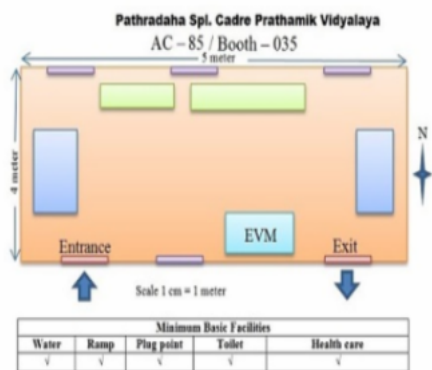 Pathradaha Spl. Cadre Prathamik Vidyalaya
AC – 85 / Booth – 035
5 meter
4 meter
N
EVM
Entrance
Exit
Scale 1 cm = 1 meter
Minimum Basic Facilities
Water Ramp Plug point Toilet Health care
√ √ √ √ √